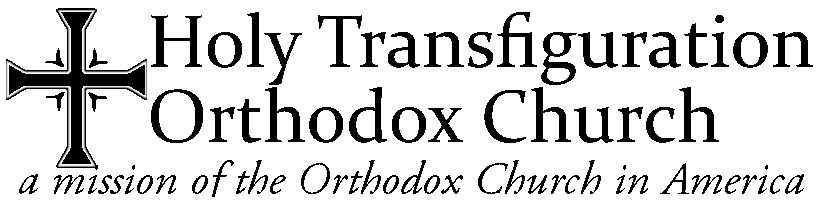 Holy Transfiguration
Orthodox Church
a mission of the Orthodox Church in America